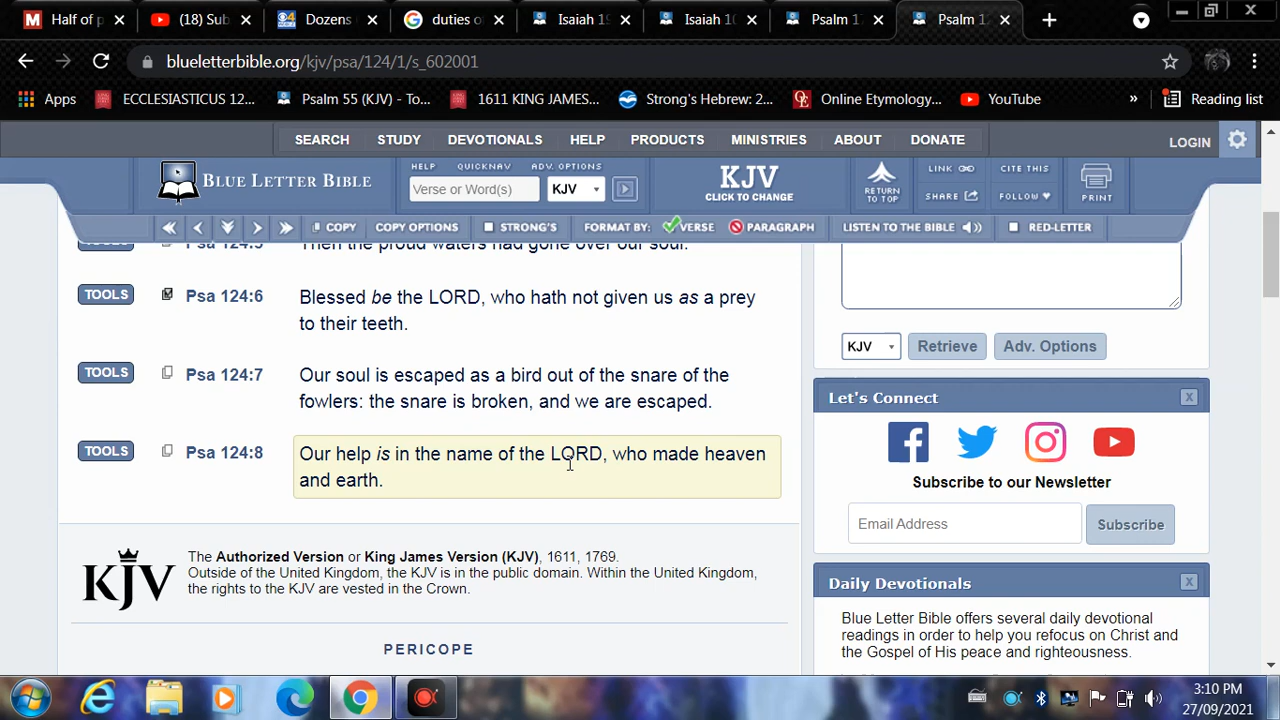 Half of p
(18) Sub
Dozens
duties o
Isaiah 19
Isaiah 10
Psalm 1
Psalm 1
blueletterbible.org/kjv/psa/124/1/s_602001
Apps
ECCLESIASTICUS 12...
Psalm 55 (KJV) - To...
1611 KING JAMES...
Strong's Hebrew: 2...
Online Etymology...
YouTube
»
Reading list
SEARCH STUDY DEVOTIONALS HELP PRODUCTS MINISTRIES ABOUT DONATE
LOGIN
BLUE LETTER BIBLE
HELP QUICKNAV ADV. OPTIONS
Verse or Word(s)
KJV
KJV
CLICK TO CHANGE
RETURN
TO TOP
LINK
CITE THIS
SHARE
FOLLOW
PRINT
COPY
COPY OPTIONS
STRONG'S
FORMAT BY:
VERSE
PARAGRAPH
LISTEN TO THE BIBLE
RED-LETTER
TOOLS Psa 124:5 Then the proud waters had gone over our soul.
TOOLS Psa 124:6 Blessed be the LORD, who hath not given us as a prey
to their teeth.
TOOLS Psa 124:7 Our soul is escaped as a bird out of the snare of the
fowlers: the snare is broken, and we are escaped.
TOOLS Psa 124:8 Our help is in the name of the LORD, who made heaven
and earth.
The Authorized Version or King James Version (KJV), 1611, 1769.
Outside of the United Kingdom, the KJV is in the public domain. Within the United Kingdom,
the rights to the KJV are vested in the Crown.
KJV
PERICOPE
KJV
Retrieve
Adv. Options
Let's Connect
X
Subscribe to our Newsletter
Email Address
Subscribe
Daily Devotionals
X
Blue Letter Bible offers several daily devotional
readings in order to help you refocus on Christ and
the Gospel of His peace and righteousness.
3:10 PM
27/09/2021